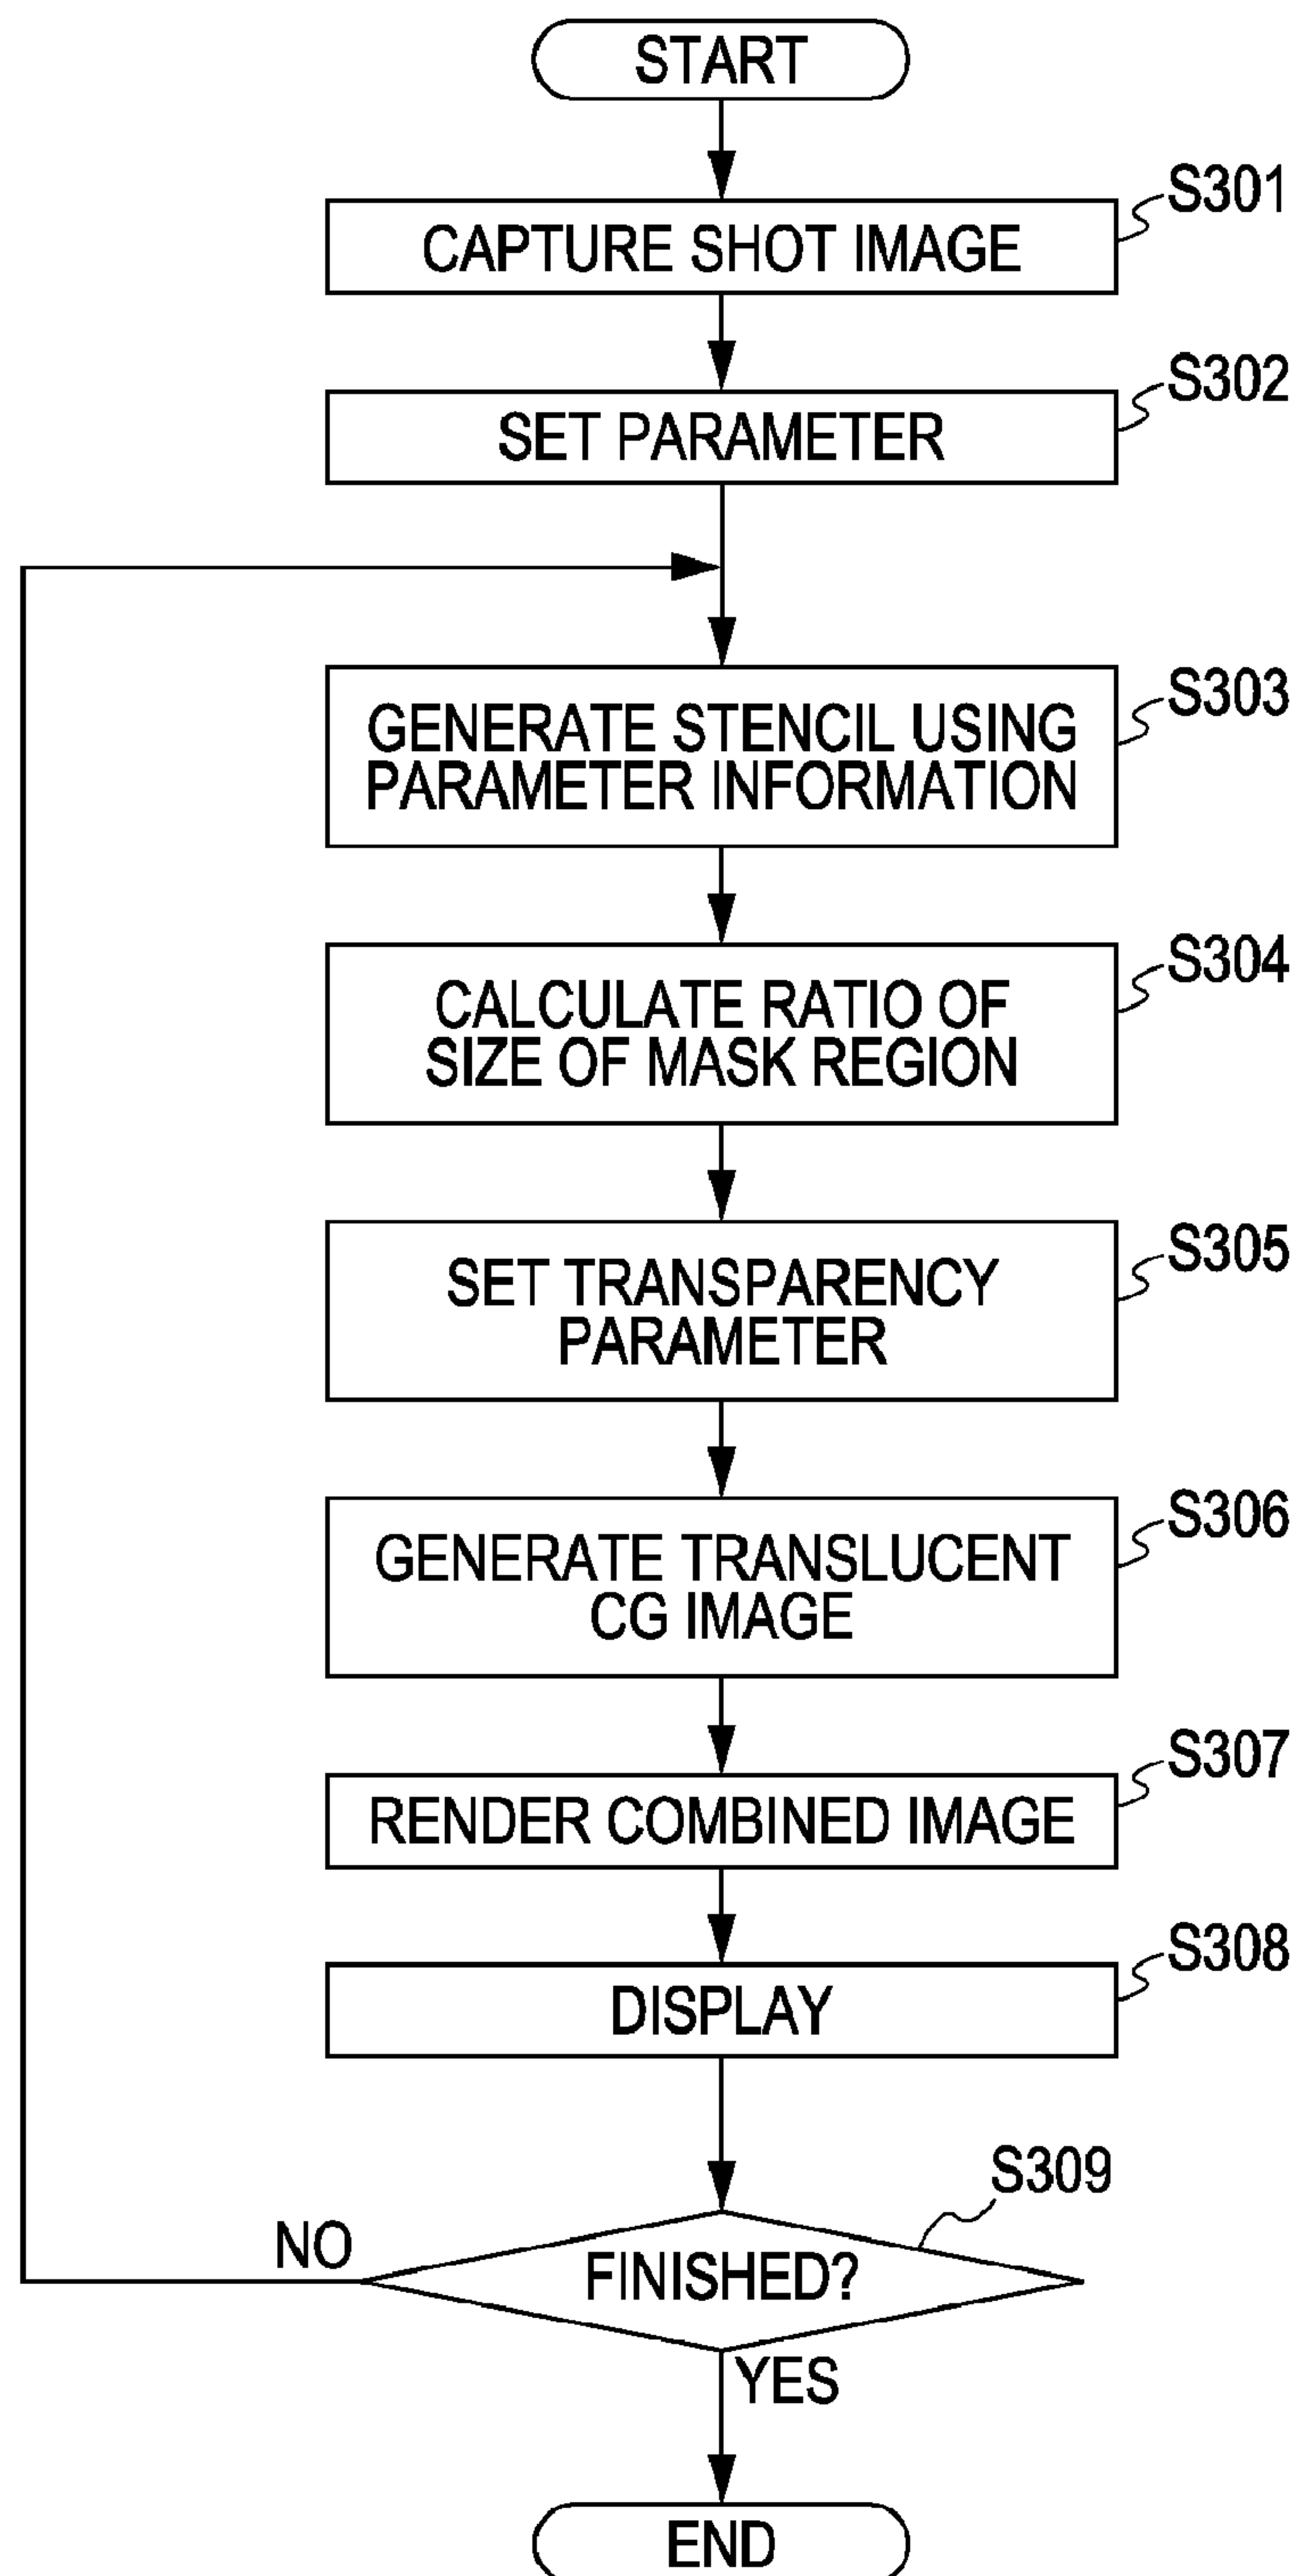 START
S301
CAPTURE SHOT IMAGE
S302
SET PARAMETER
S303
GENERATE STENCIL USING
PARAMETER INFORMATION
S304
CALCULATE RATIO OF
SIZE OF MASK REGION
S305
SET TRANSPARENCY
PARAMETER
S306
GENERATE TRANSLUCENT
CG IMAGE
S307
RENDER COMBINED IMAGE
S308
DISPLAY
S309
NO
FINISHED?
YES
END